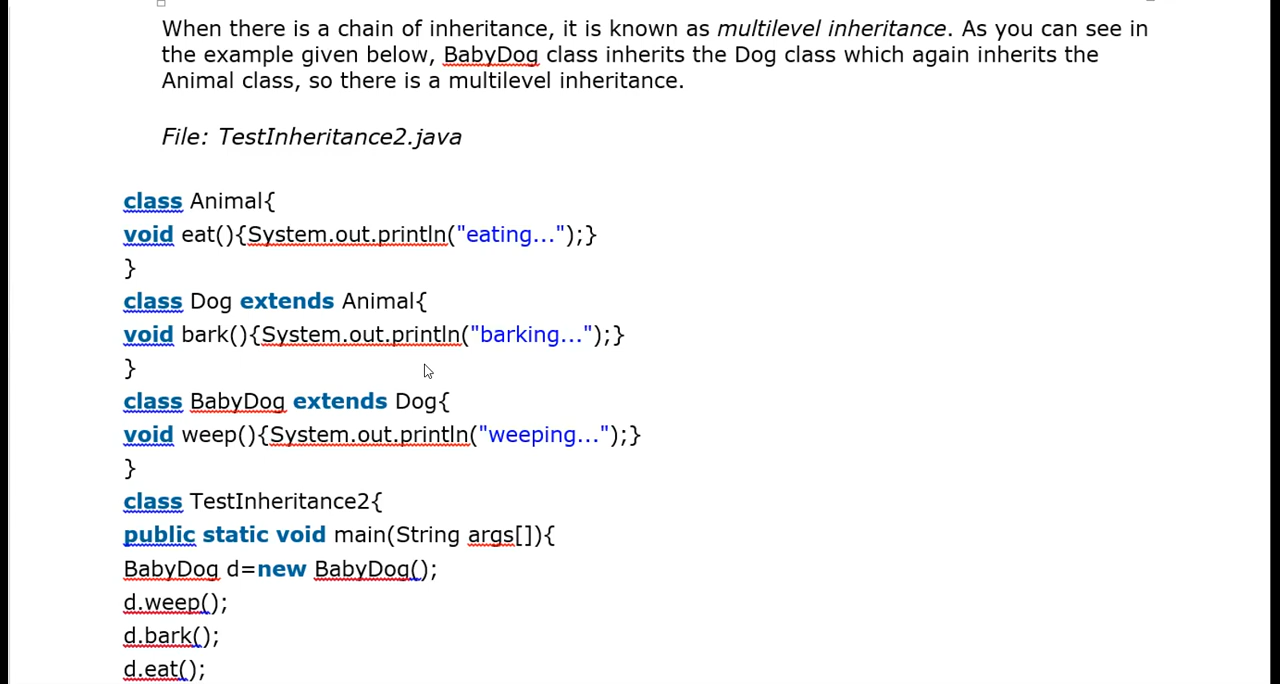 When there is a chain of inheritance, it is known as multilevel inheritance. As you can see in
the example given below, BabyDog class inherits the Dog class which again inherits the
Animal class, so there is a multilevel inheritance.
File: TestInheritance2.java
class Animal{
void eat(){System.out.println("eating...");}
}
class Dog extends Animal{
void bark(){System.out.println("barking...");}
}
class BabyDog extends Dog{
void weep(){System.out.println("weeping...");}
}
class TestInheritance2{
public static void main(String args[]){
BabyDog d=new BabyDog();
d.weep();
d.bark();
d.eat();